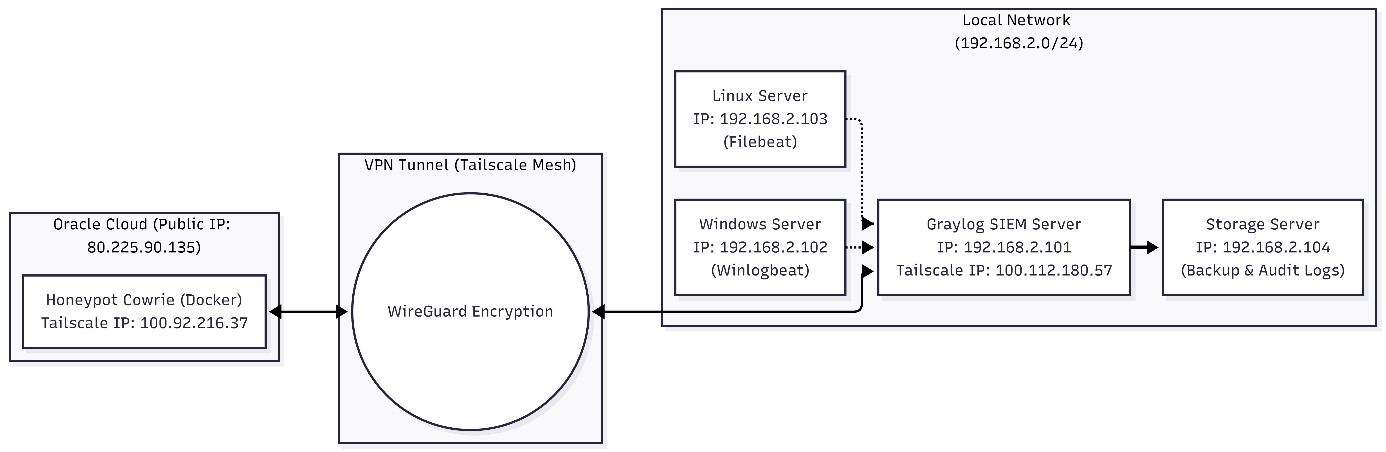 Oracle Cloud (Public IP:
80.225.90.135)
Honeypot Cowrie (Docker)
Tailscale IP: 100.92.216.37
VPN Tunnel (Tailscale Mesh)
WireGuard Encryption
Local Network
(192.168.2.0/24)
Linux Server
IP: 192.168.2.103
(Filebeat)
Windows Server
IP: 192.168.2.102
(Winlogbeat)
Graylog SIEM Server
IP: 192.168.2.101
Tailscale IP: 100.112.180.57
Storage Server
IP: 192.168.2.104
(Backup & Audit Logs)